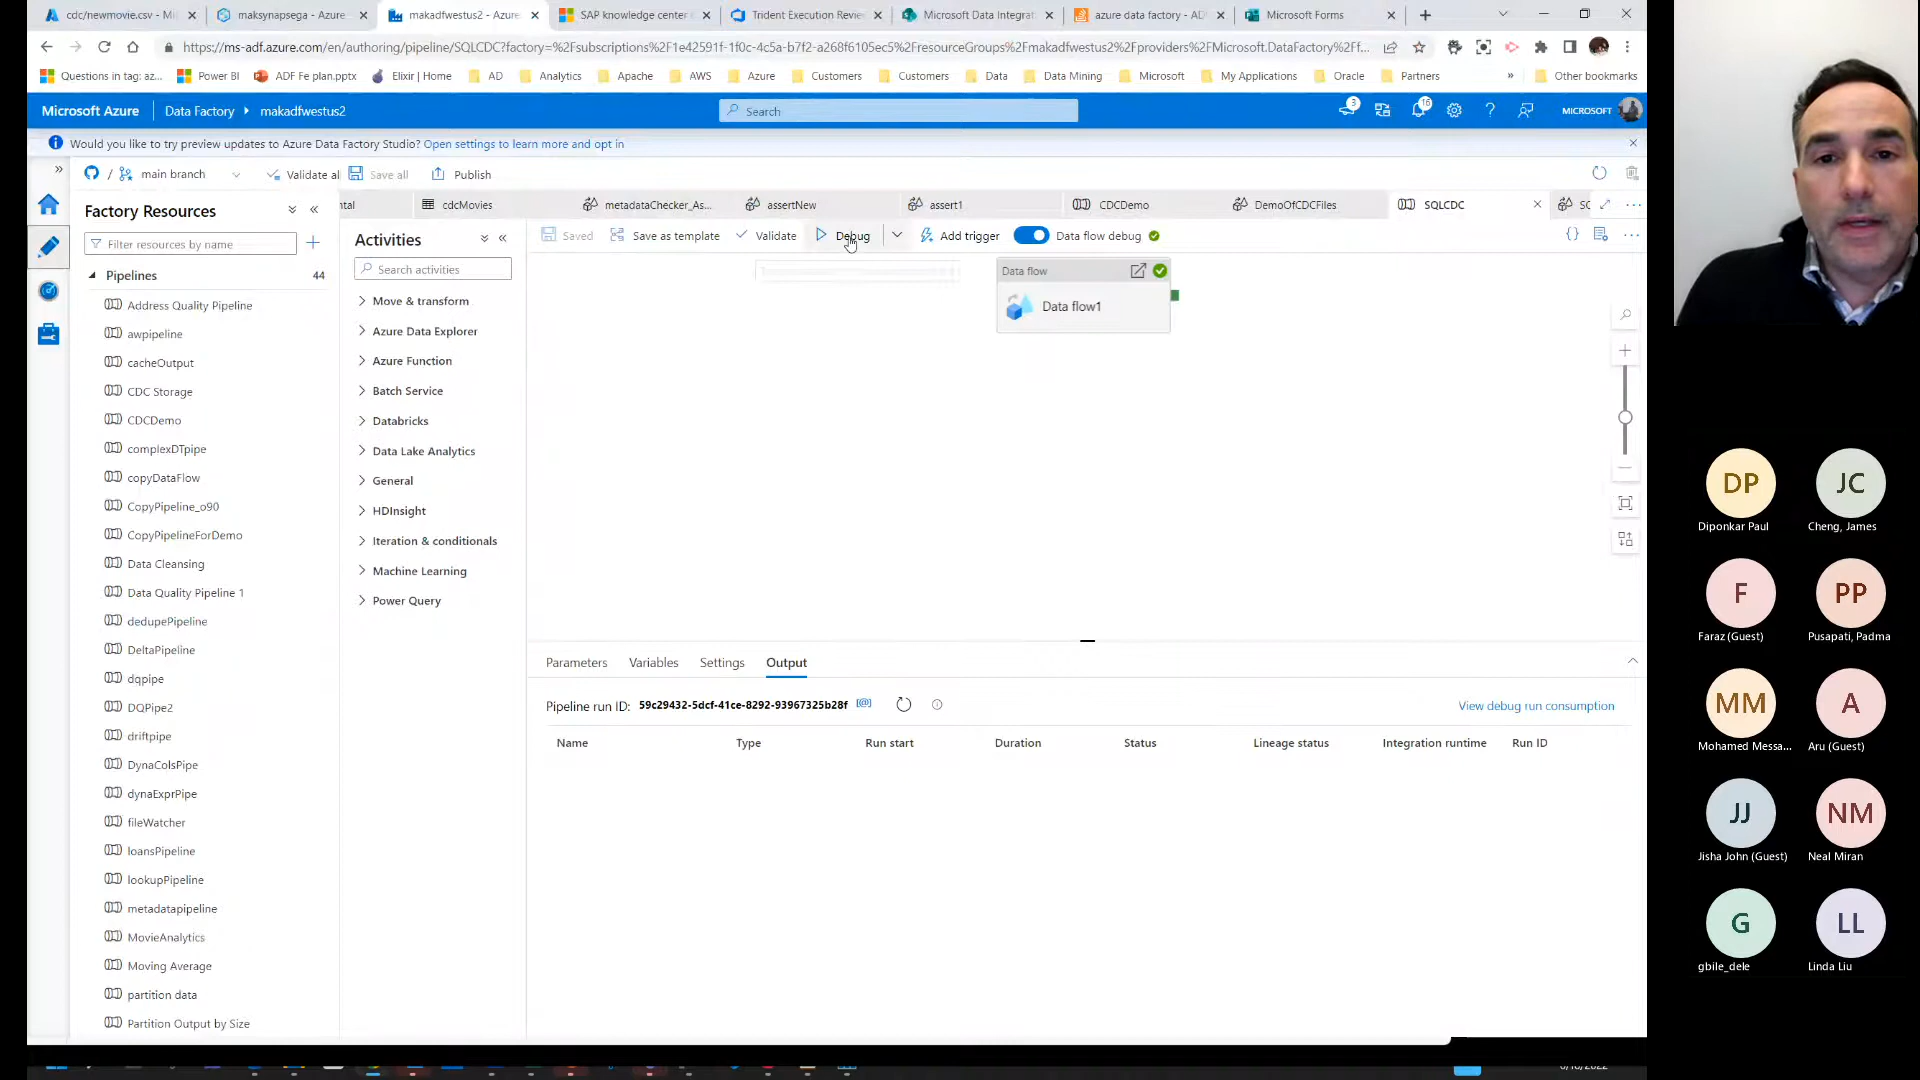 cdc/newmovie.csv - Mi
maksynapsega - Azure
makadfwestus2 - Azure
SAP knowledge center
Trident Execution Revie
Microsoft Data Integrat
azure data factory - AD
Microsoft Forms
https://ms-adf.azure.com/en/authoring/pipeline/SQLCDC?factory=%2Fsubscriptions%2F1e42591f-1f0c-4c5a-b7f2-a268f6105ec5%2FresourceGroups%2Fmakadfwestus2%2Fproviders%2FMicrosoft.DataFactory%2Ff...
Questions in tag: az...
Power BI
ADF Fe plan.pptx
Elixir | Home
AD
Analytics
Apache
AWS
Azure
Customers
Customers
Data
Data Mining
Microsoft
My Applications
Oracle
Partners
»
Other bookmarks
Microsoft Azure
Data Factory
makadfwestus2
Search
3
16
MICROSOFT
Would you like to try preview updates to Azure Data Factory Studio? Open settings to learn more and opt in
main branch
Validate al
Save all
Publish
Factory Resources
ntal
cdcMovies
metadataChecker_As...
assertNew
assert1
CDCDemo
DemoOfCDCFiles
SQLCDC
SC
Filter resources by name
Activities
Saved
Save as template
Validate
Debug
Add trigger
Data flow debug
Search activities
Pipelines
44
Address Quality Pipeline
awpipeline
cacheOutput
CDC Storage
CDCDemo
complexDTpipe
copyDataFlow
CopyPipeline_o90
CopyPipelineForDemo
Data Cleansing
Data Quality Pipeline 1
dedupePipeline
DeltaPipeline
dqpipe
DQPipe2
driftpipe
DynaColsPipe
dynaExprPipe
fileWatcher
loansPipeline
lookupPipeline
metadatapipeline
MovieAnalytics
Moving Average
partition data
Partition Output by Size
Move & transform
Azure Data Explorer
Azure Function
Batch Service
Databricks
Data Lake Analytics
General
HDInsight
Iteration & conditionals
Machine Learning
Power Query
Data flow
Data flow1
Parameters
Variables
Settings
Output
Pipeline run ID: 59c29432-5dcf-41ce-8292-93967325b28f
View debug run consumption
Name
Type
Run start
Duration
Status
Lineage status
Integration runtime
Run ID
DP
Diponkar Paul
JC
Cheng, James
F
Faraz (Guest)
PP
Pusapati, Padma
MM
Mohamed Messa...
A
Aru (Guest)
JJ
Jisha John (Guest)
NM
Neal Miran
G
gbile_dele
LL
Linda Liu